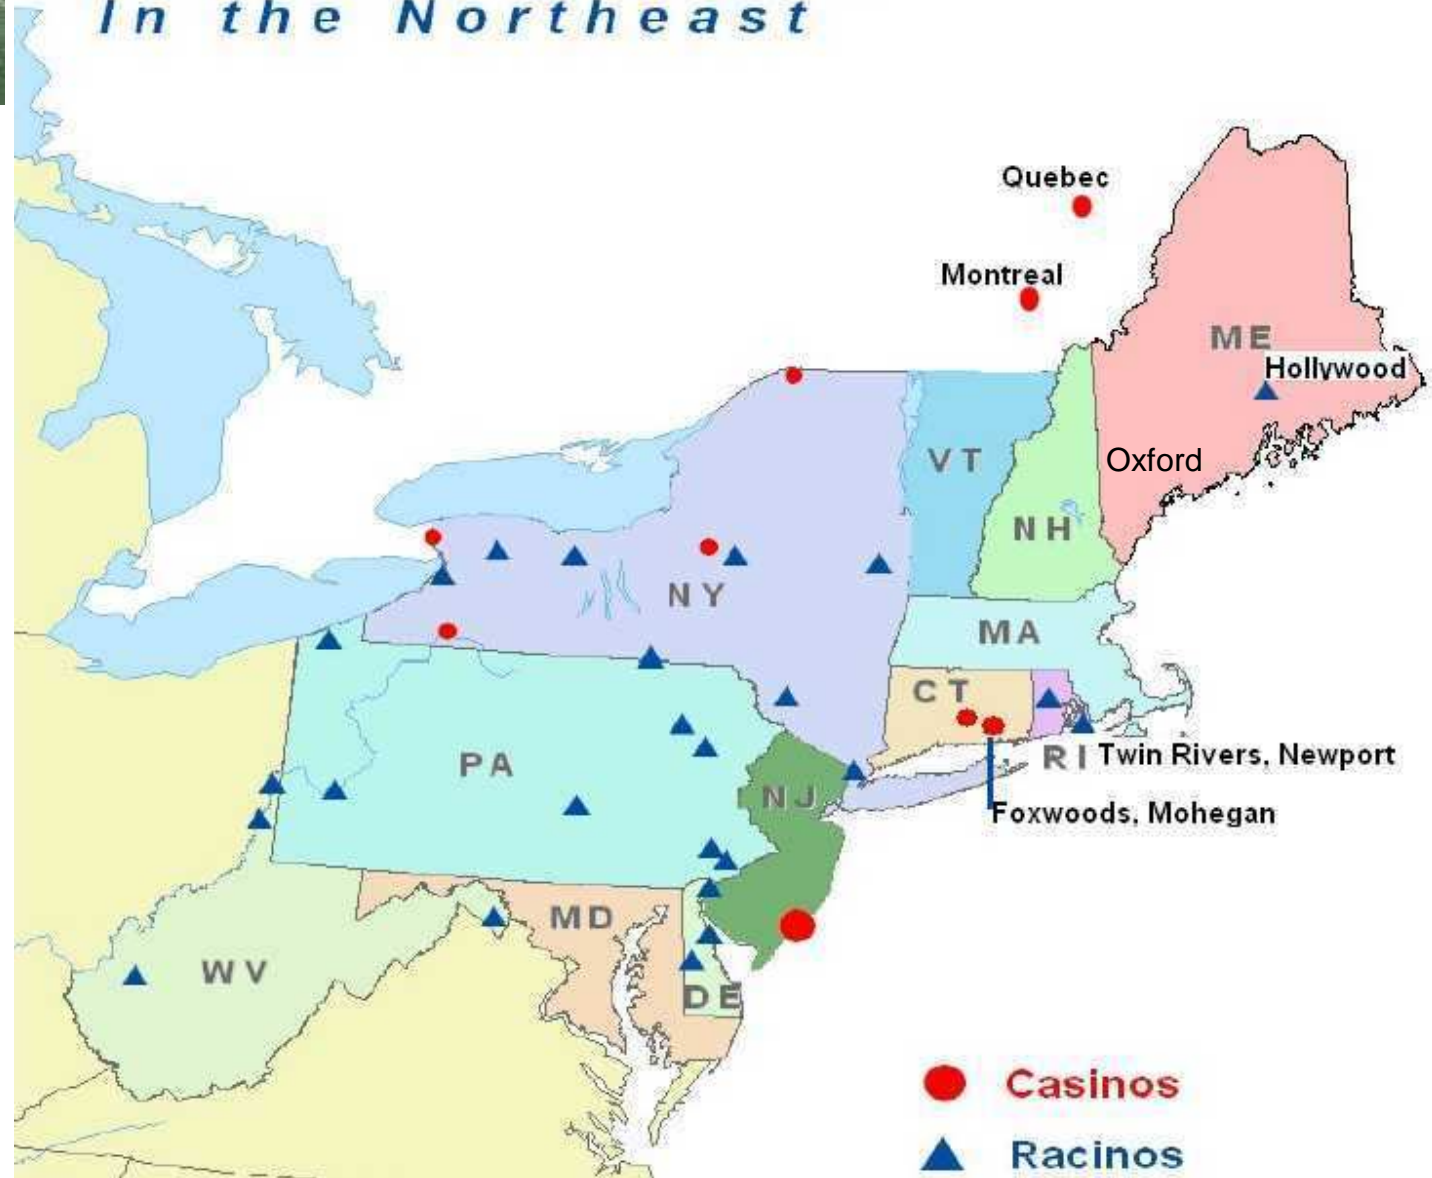 In the Northeast
Quebec
Montreal
ME
Hollywood
VT
Oxford
NH
NY
MA
CT
PA
RI Twin Rivers, Newport
NJ
Foxwoods, Mohegan
MD
WV
DE
Casinos
Racinos